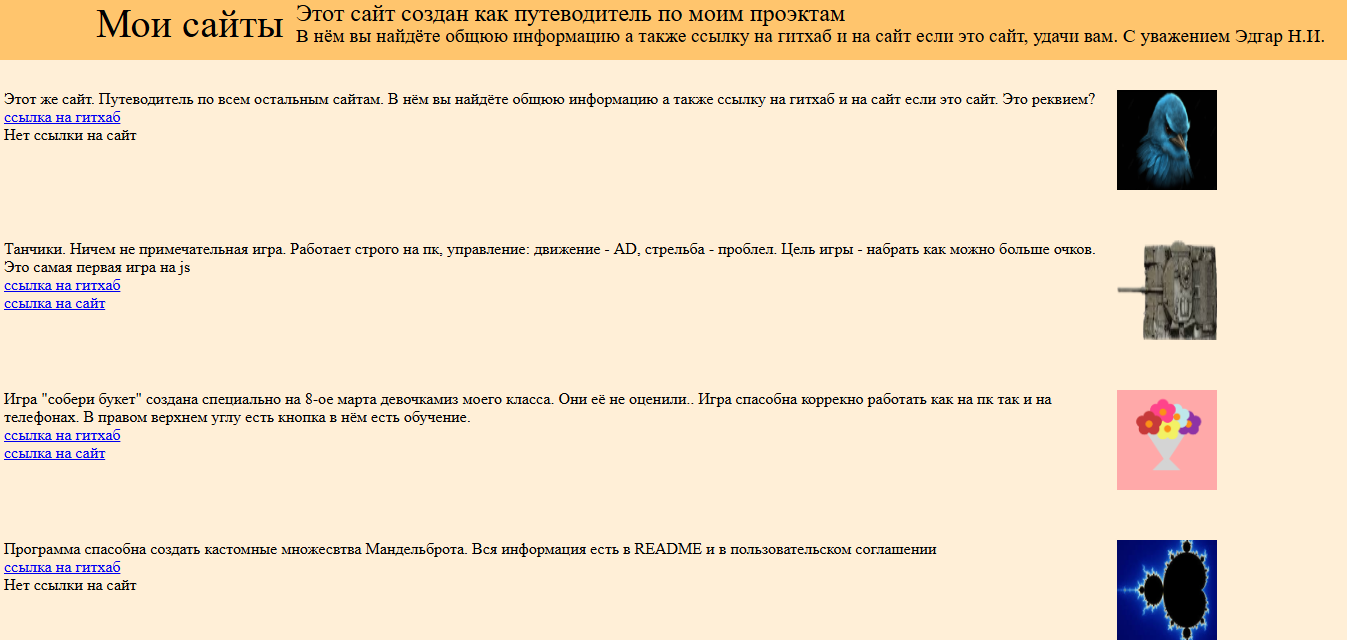 Мои сайты
Этот сайт создан как путеводитель по моим проэктам
В нём вы найдёте общюю информацию а также ссылку на гитхаб и на сайт если это сайт, удачи вам. С уважением Эдгар Н.И.
Этот же сайт. Путеводитель по всем остальным сайтам. В нём вы найдёте общюю информацию а также ссылку на гитхаб и на сайт если это сайт. Это реквием?
ссылка на гитхаб
Нет ссылки на сайт
Танчики. Ничем не примечательная игра. Работает строго на пк, управление: движение - AD, стрельба - проблел. Цель игры - набрать как можно больше очков.
Это самая первая игра на js
ссылка на гитхаб
ссылка на сайт
Игра "собери букет" создана специально на 8-ое марта девочкамиз моего класса. Они её не оценили.. Игра спасобна коррекно работать как на пк так и на
телефонах. В правом верхнем углу есть кнопка в нём есть обучение.
ссылка на гитхаб
ссылка на сайт
Программа спасобна создать кастомные множесвтва Мандельброта. Вся информация есть в README и в пользовательском соглашении
ссылка на гитхаб
Нет ссылки на сайт